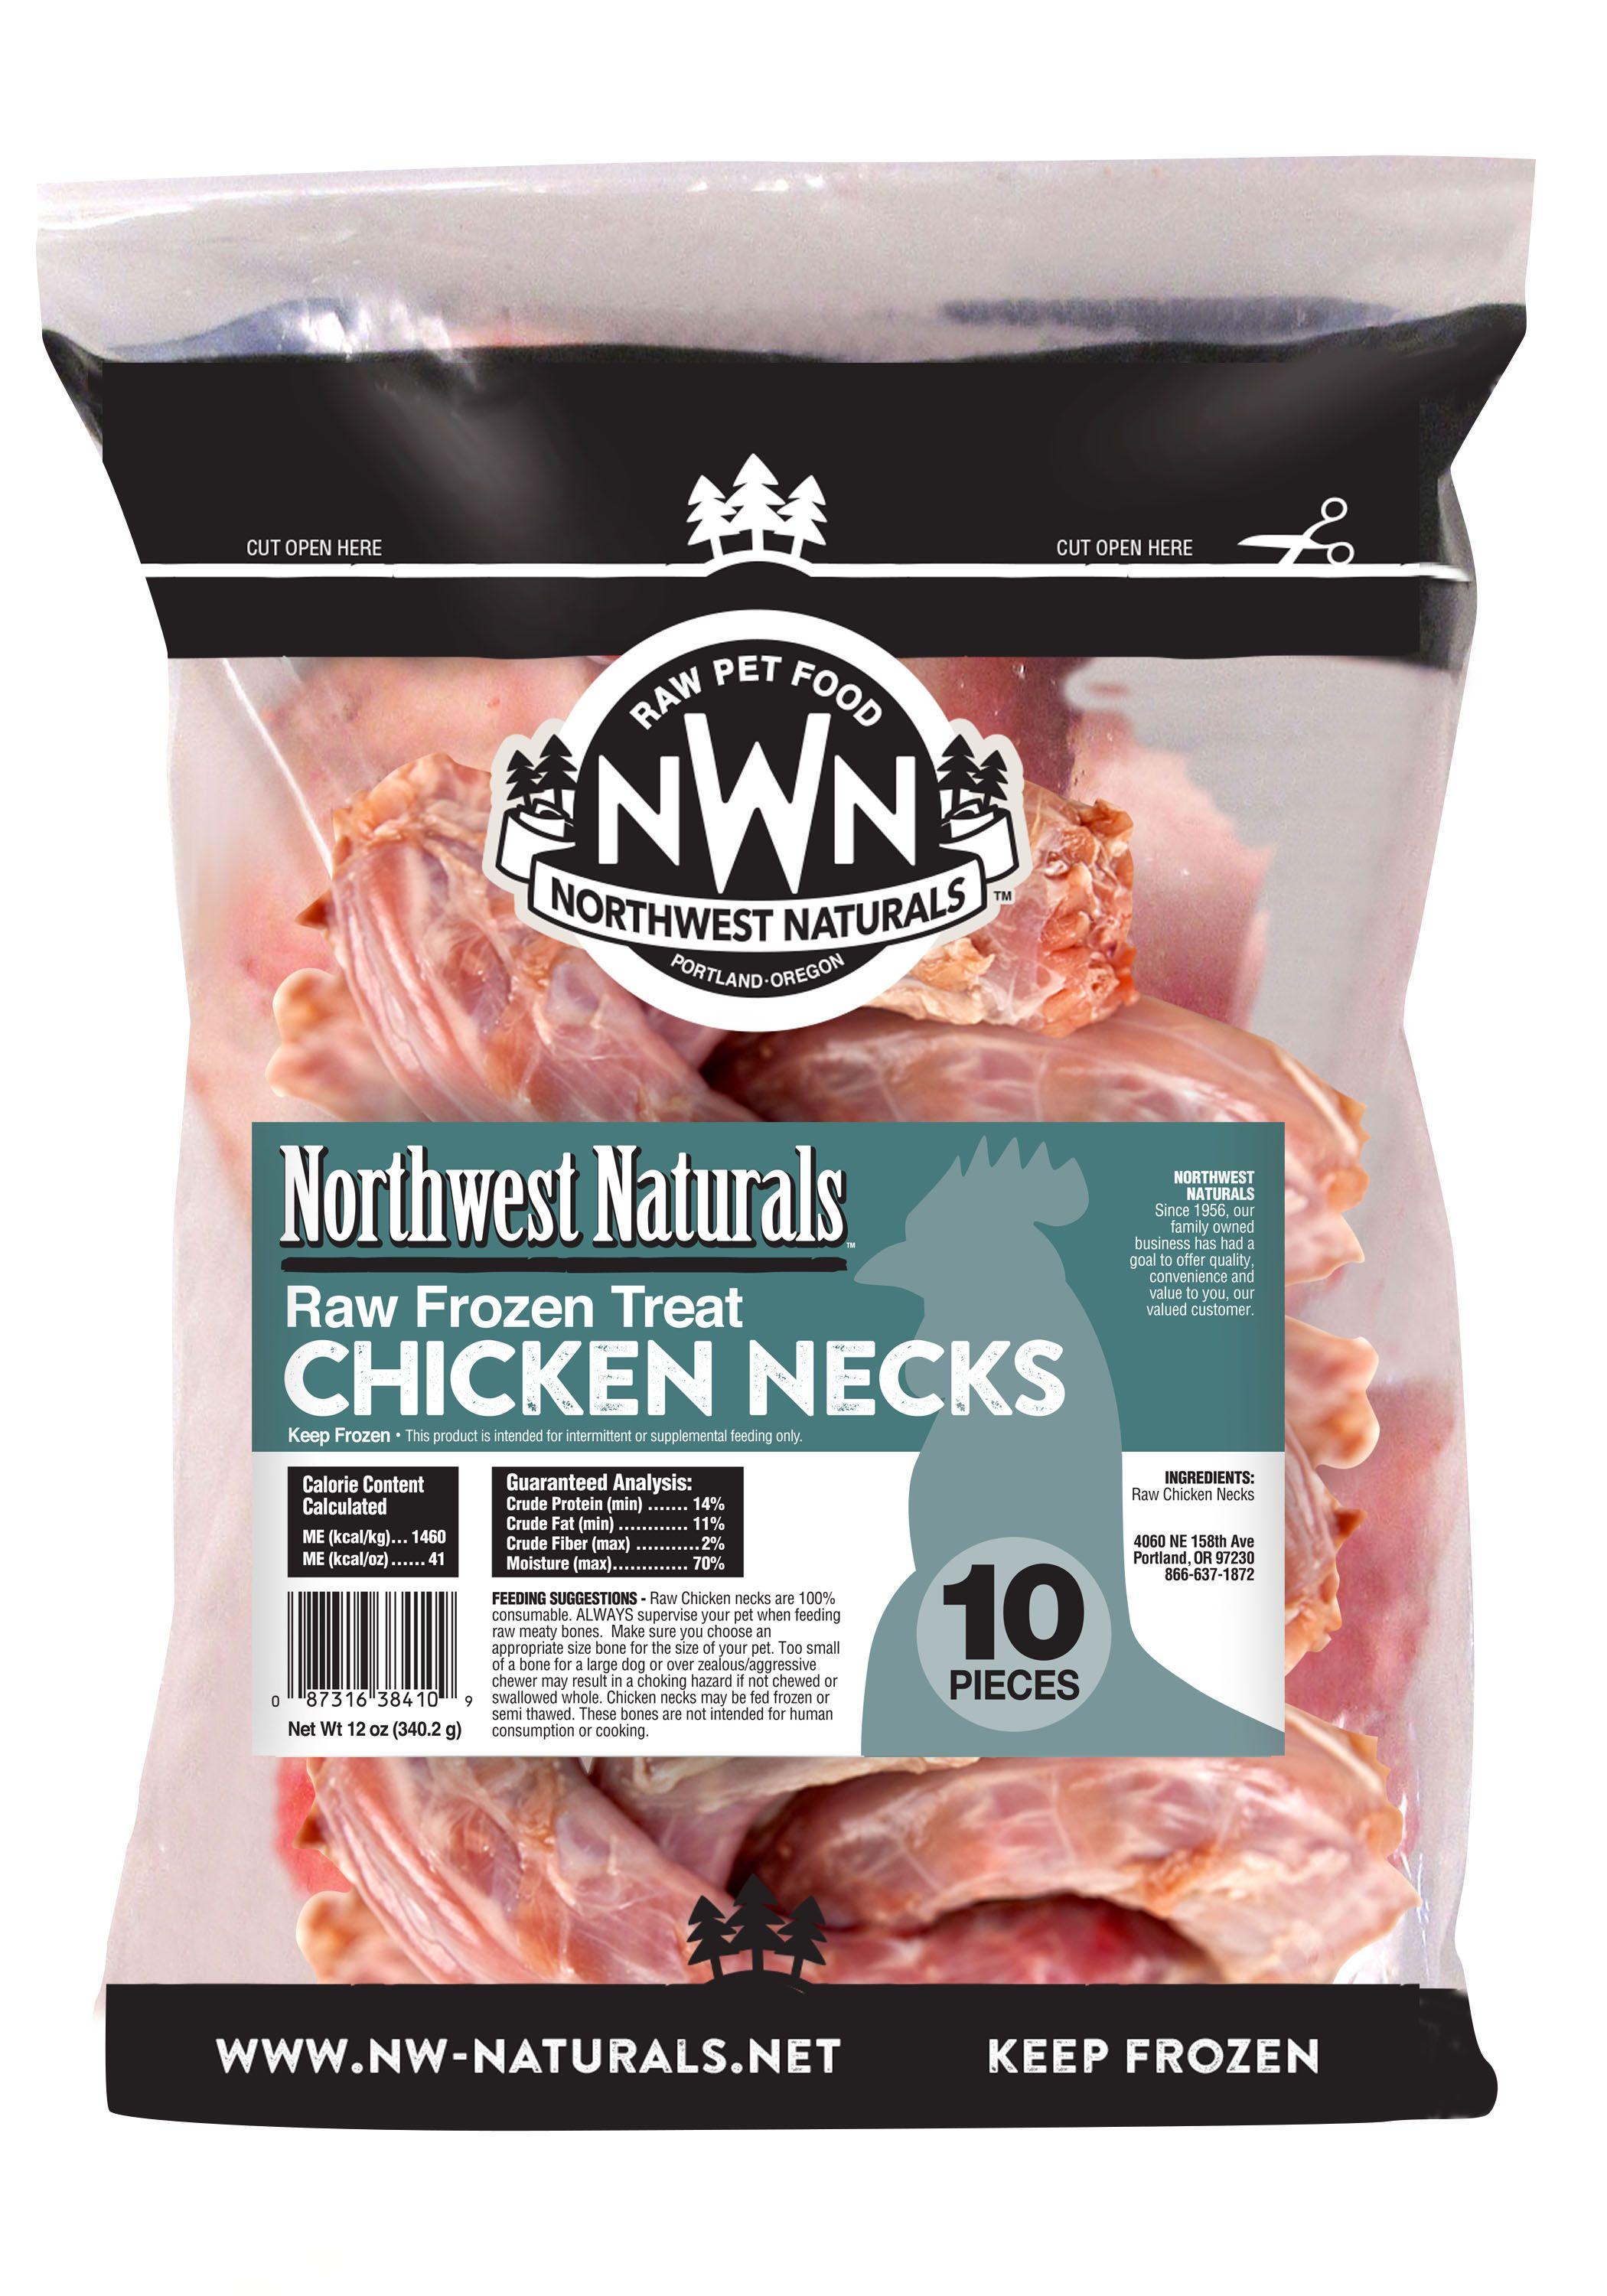 CUT OPEN HERE
CUT OPEN HERE
RAW PET FOOD
NWN
NORTHWEST NATURALS ™
PORTLAND·OREGON
Northwest Naturals™
Raw Frozen Treat
CHICKEN NECKS
Keep Frozen • This product is intended for intermittent or supplemental feeding only.
NORTHWEST
NATURALS
Since 1956, our
family owned
business has had a
goal to offer quality,
convenience and
value to you, our
valued customer.
Calorie Content
Calculated
ME (kcal/kg)... 1460
ME (kcal/oz) ...... 41
Guaranteed Analysis:
Crude Protein (min) ....... 14%
Crude Fat (min) ............ 11%
Crude Fiber (max) ...........2%
Moisture (max)............. 70%
INGREDIENTS:
Raw Chicken Necks
4060 NE 158th Ave
Portland, OR 97230
866-637-1872
FEEDING SUGGESTIONS - Raw Chicken necks are 100%
consumable. ALWAYS supervise your pet when feeding
raw meaty bones. Make sure you choose an
appropriate size bone for the size of your pet. Too small
of a bone for a large dog or over zealous/aggressive
chewer may result in a choking hazard if not chewed or
swallowed whole. Chicken necks may be fed frozen or
semi thawed. These bones are not intended for human
consumption or cooking.
0 87316 38410 9
Net Wt 12 oz (340.2 g)
10
PIECES
WWW.NW-NATURALS.NET
KEEP FROZEN